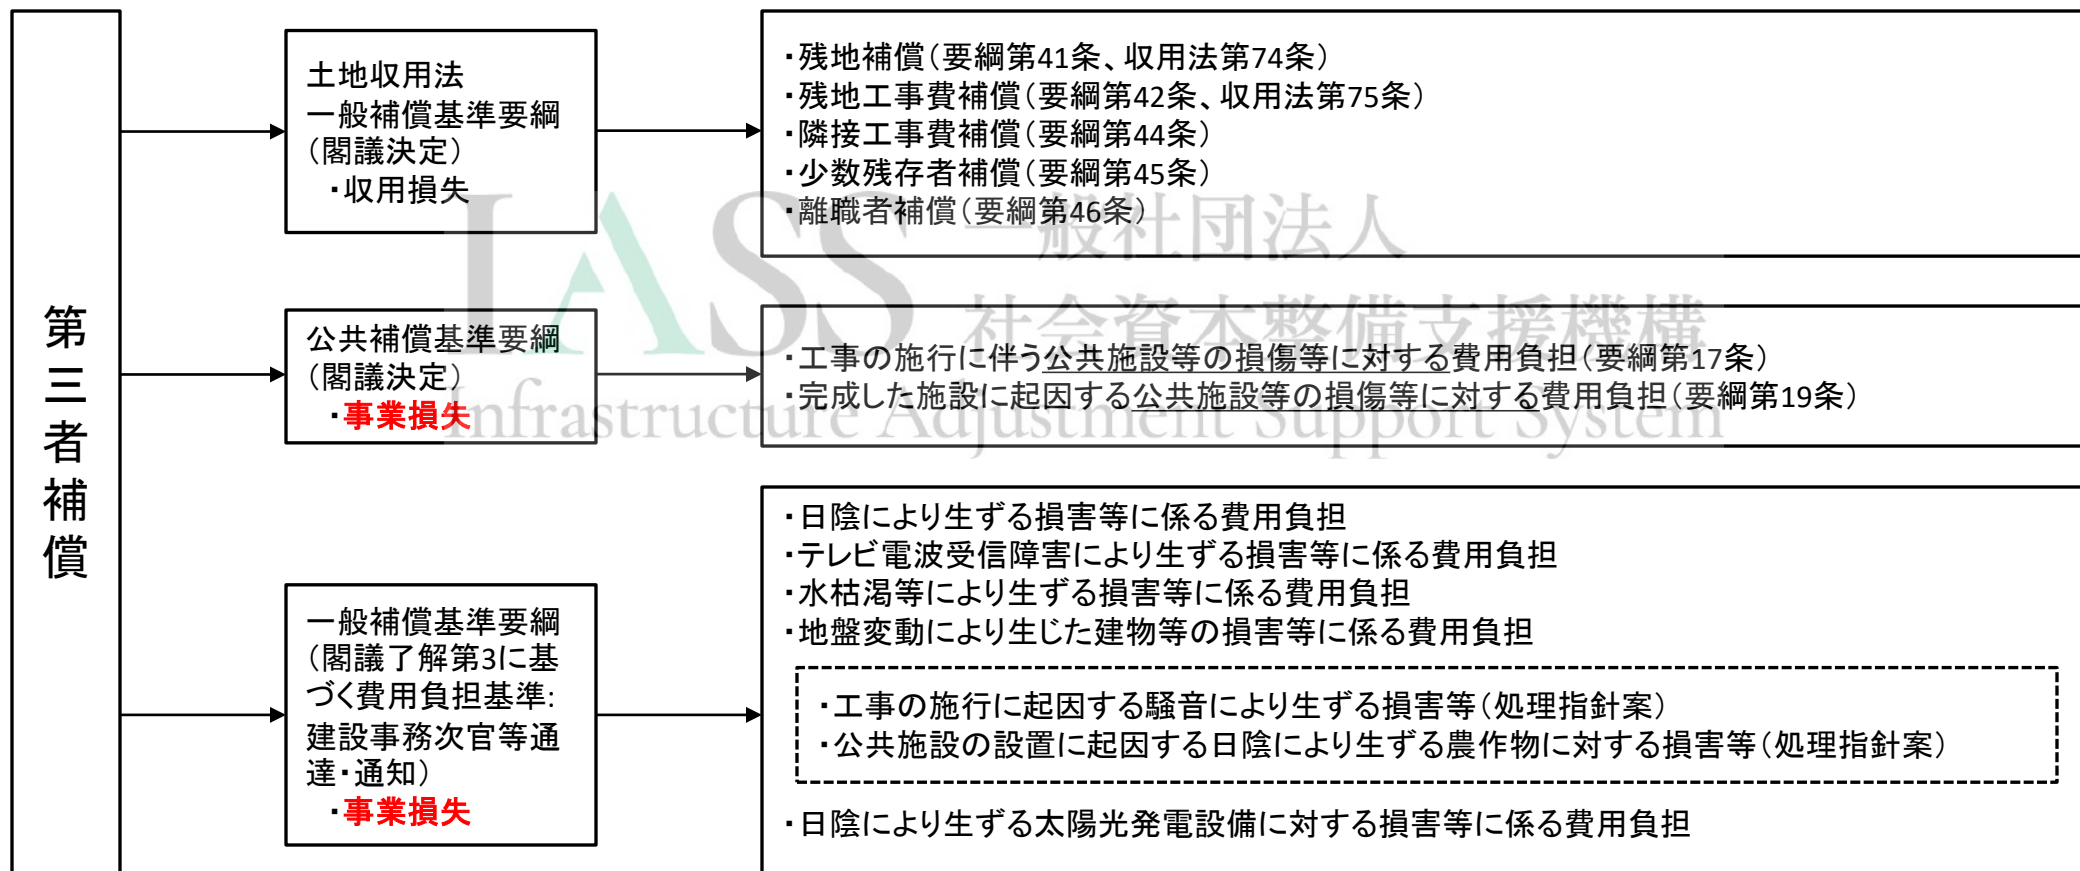 第三者補償
土地収用法
一般補償基準要綱
（閣議決定）
・収用損失
・残地補償（要綱第41条、収用法第74条）
・残地工事費補償（要綱第42条、収用法第75条）
・隣接工事費補償（要綱第44条）
・少数残存者補償（要綱第45条）
・離職者補償（要綱第46条）
公共補償基準要綱
（閣議決定）
・事業損失
・工事の施行に伴う公共施設等の損傷等に対する費用負担（要綱第17条）
・完成した施設に起因する公共施設等の損傷等に対する費用負担（要綱第19条）
一般補償基準要綱
（閣議了解第3に基
づく費用負担基準:
建設事務次官等通
達・通知）
・事業損失
・日陰により生ずる損害等に係る費用負担
・テレビ電波受信障害により生ずる損害等に係る費用負担
・水枯渇等により生ずる損害等に係る費用負担
・地盤変動により生じた建物等の損害等に係る費用負担
・工事の施行に起因する騒音により生ずる損害等（処理指針案）
・公共施設の設置に起因する日陰により生ずる農作物に対する損害等（処理指針案）
・日陰により生ずる太陽光発電設備に対する損害等に係る費用負担
IASS
一般社団法人
社会資本整備支援機構
Infrastructure Adjustment Support System